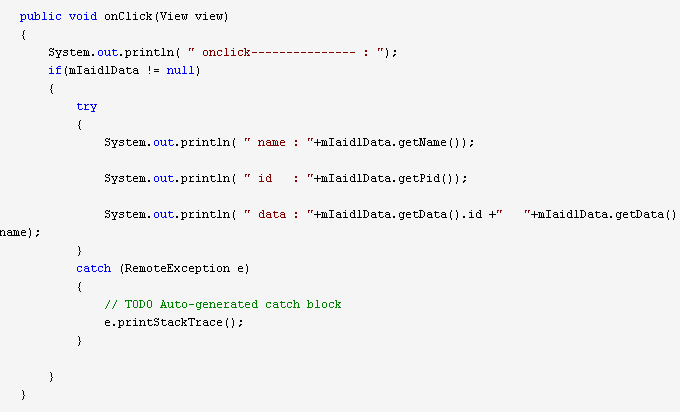 public void onClick(View view)
{
System.out.println( " onclick--------------- : ");
if(mIaidlData != null)
{
try
{
System.out.println( " name : "+mIaidlData.getName());
System.out.println( " id   : "+mIaidlData.getPid());
System.out.println( " data : "+mIaidlData.getData().id +"   "+mIaidlData.getData()
name);
}
catch (RemoteException e)
{
// TODO Auto-generated catch block
e.printStackTrace();
}
}
}